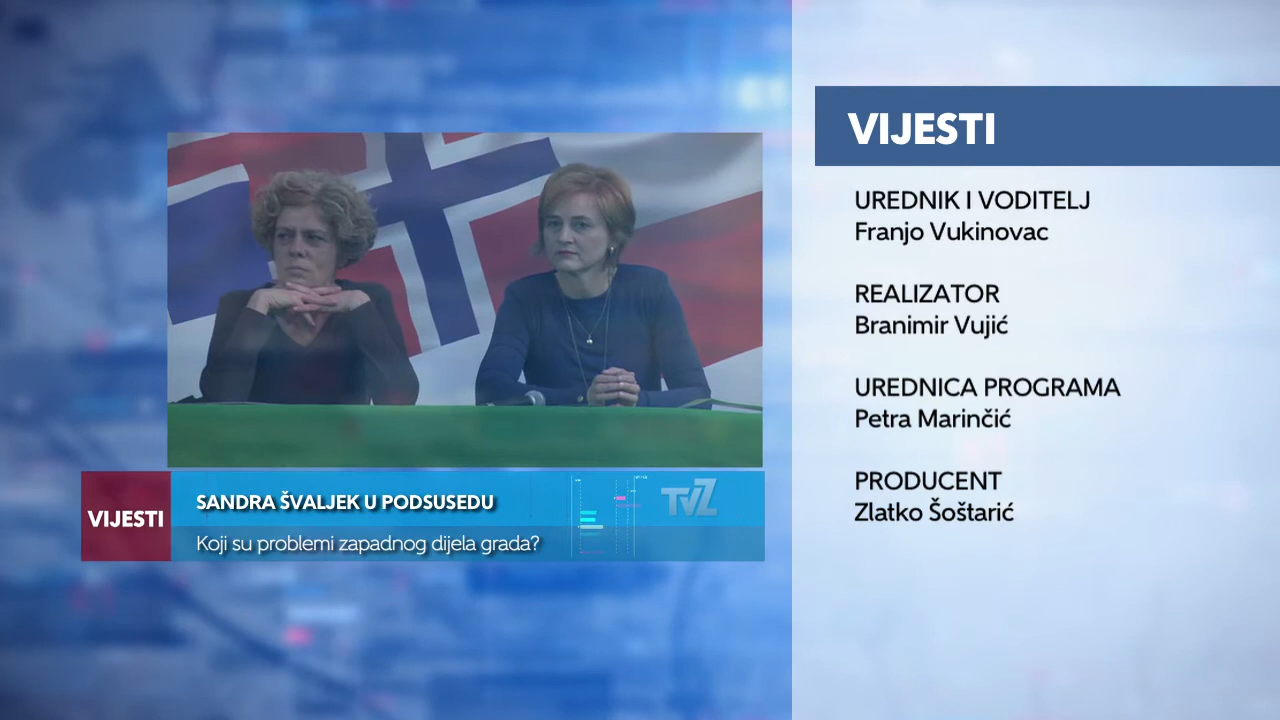 SANDRA ŠVALJEK U PODSUSEDU
TVZ
VIJESTI
Koji su problemi zapadnog dijela grada?
VIJESTI
UREDNIK I VODITELJ
Franjo Vukinovac
REALIZATOR
Branimir Vujić
UREDNICA PROGRAMA
Petra Marinčić
PRODUCENT
Zlatko Šoštarić